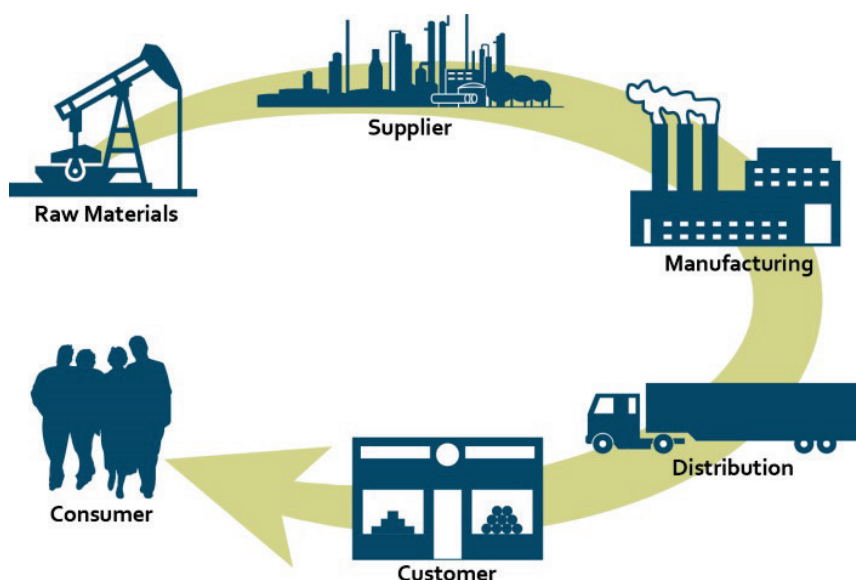 Raw Materials
Supplier
Manufacturing
Distribution
Customer
Consumer